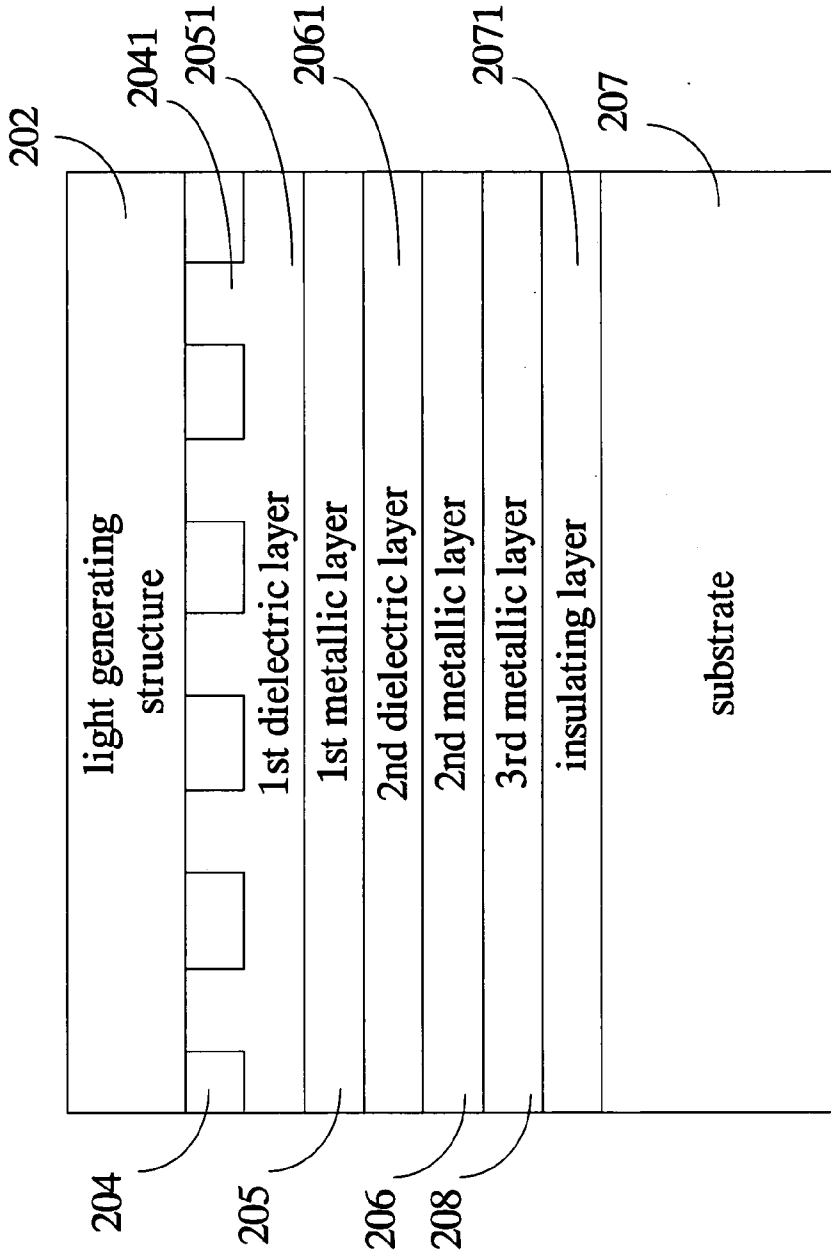 202
2041
2051
2061
2071
207
light generating
structure
1st dielectric layer
1st metallic layer
2nd dielectric layer
2nd metallic layer
3rd metallic layer
insulating layer
substrate
204
205
206
208